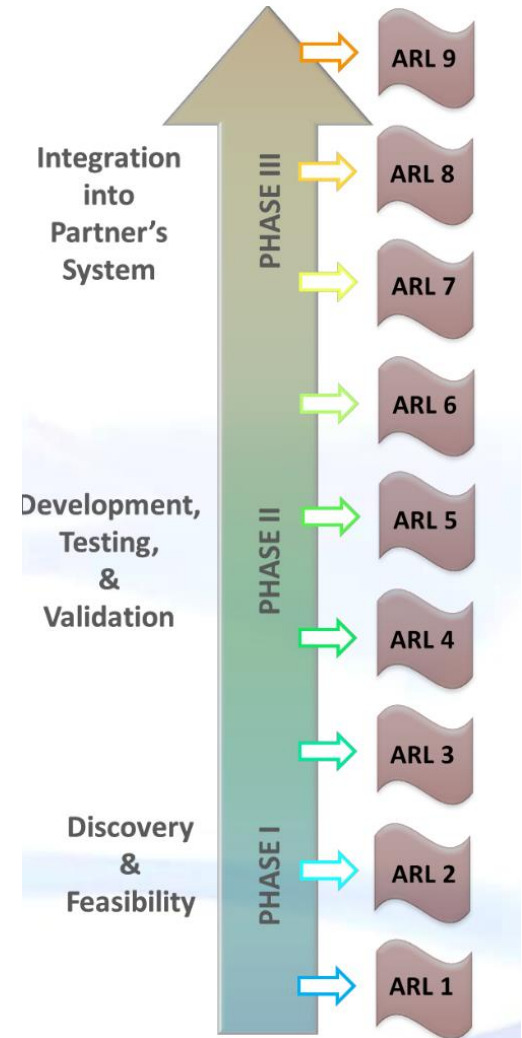 ARL 9
Integration
into
Partner's
System
PHASE III
ARL 8
ARL 7
ARL 6
Development,
Testing,
&
Validation
PHASE II
ARL 5
ARL 4
ARL 3
Discovery
&
Feasibility
PHASE I
ARL 2
ARL 1